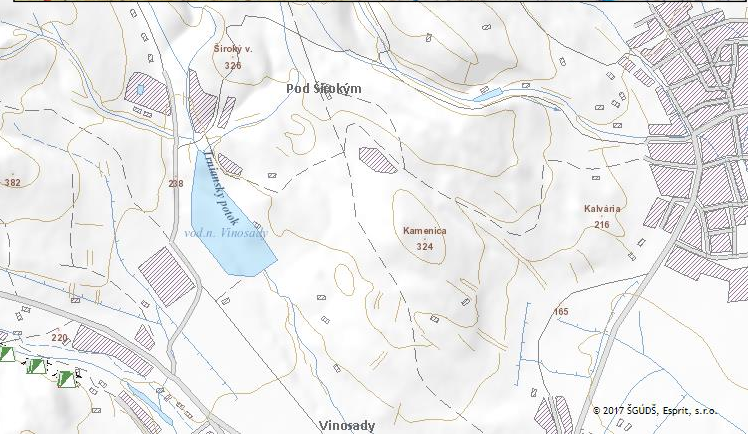 Široký v.
326
Pod Širokým
382
238
Trniansky potok
vod.n. Vinosady
Kalvária
216
Kamenica
324
165
220
© 2017 ŠGÚDŠ, Esprit, s.r.o.
Vinosady